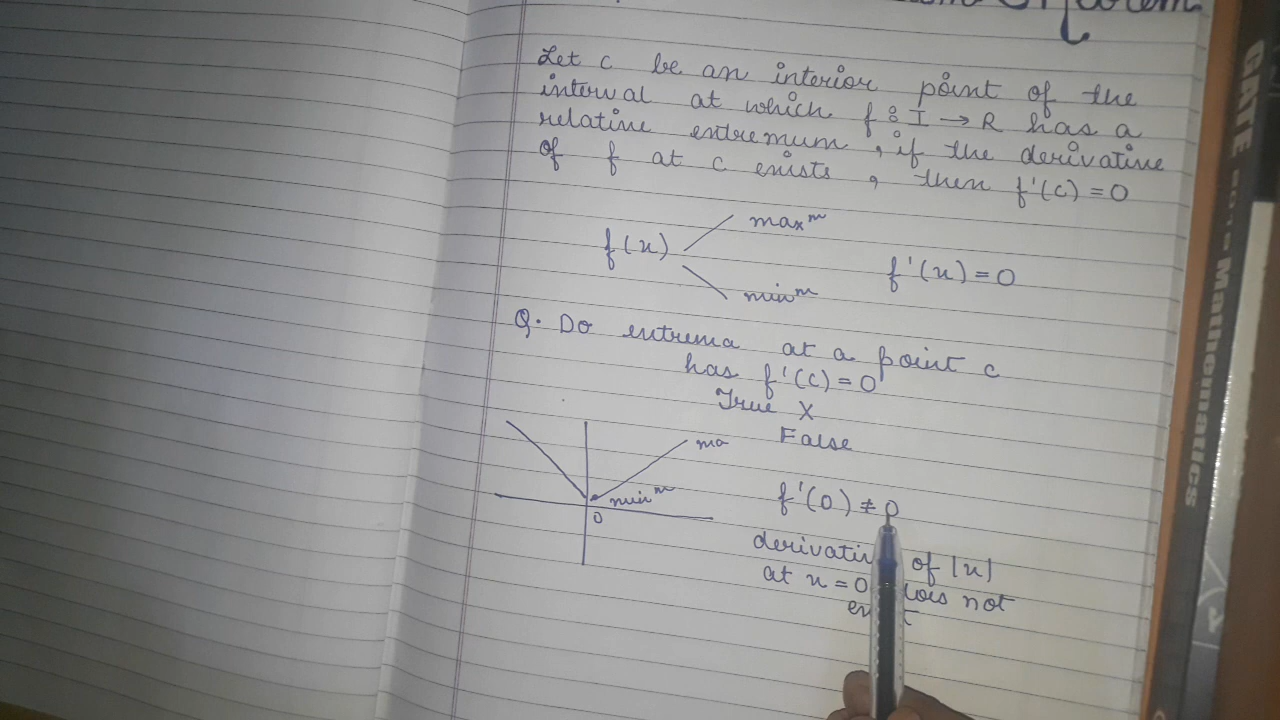 Let c be an interior point of the
interval at which f : I → R has a
relative extremum, if the derivative
of f at c exists, then f'(c) = 0
f(x)
maxᵐ
minᵐ
f'(x) = 0
Q. Do extrema at a point c
has f'(c) = 0
True X
False
ma
minᵐ
0
f'(0) ≠ 0
derivative of |x|
at x = 0 does not
GATE
Mathematics